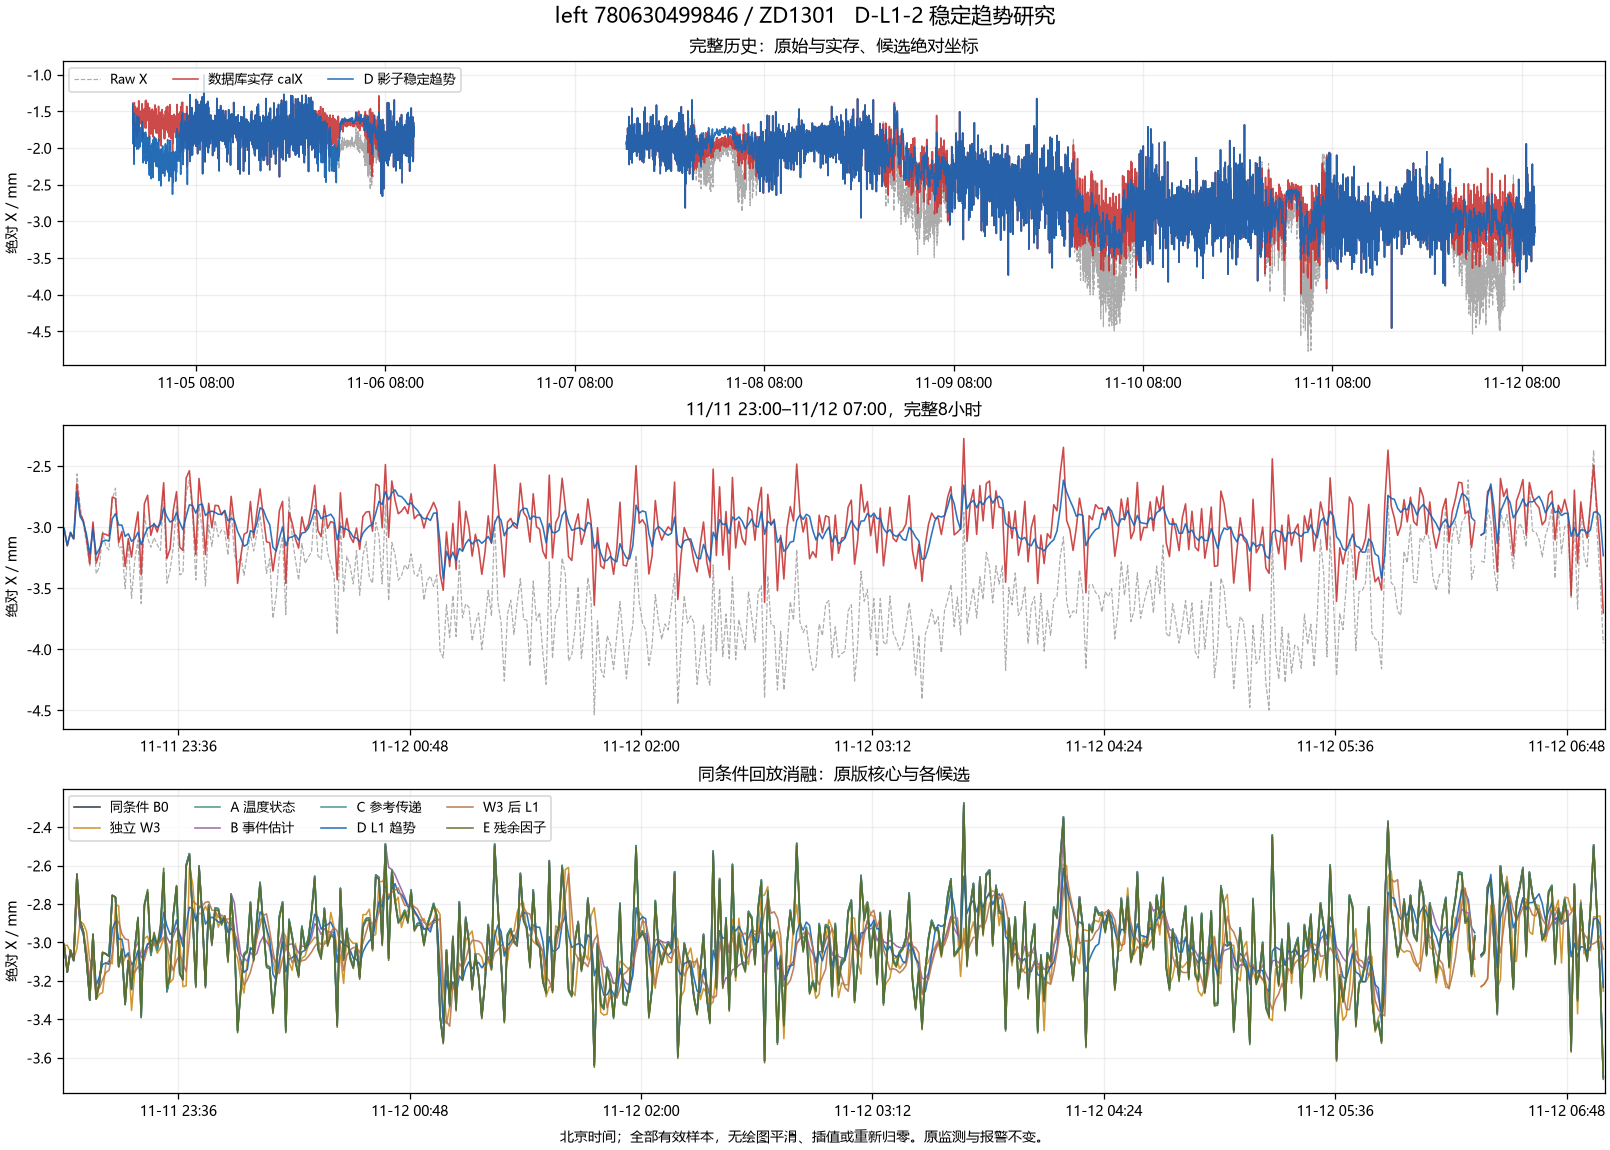 left 780630499846 / ZD1301   D-L1-2 稳定趋势研究
完整历史：原始与实存、候选绝对坐标
Raw X   数据库实存 calX   D 影子稳定趋势
绝对 X / mm
-1.0
-1.5
-2.0
-2.5
-3.0
-3.5
-4.0
-4.5
11-05 08:00   11-06 08:00   11-07 08:00   11-08 08:00   11-09 08:00   11-10 08:00   11-11 08:00   11-12 08:00
11/11 23:00–11/12 07:00，完整8小时
绝对 X / mm
-2.5
-3.0
-3.5
-4.0
-4.5
11-11 23:36   11-12 00:48   11-12 02:00   11-12 03:12   11-12 04:24   11-12 05:36   11-12 06:48
同条件回放消融：原版核心与各候选
同条件 B0   A 温度状态   C 参考传递   W3 后 L1
独立 W3   B 事件估计   D L1 趋势   E 残余因子
绝对 X / mm
-2.4
-2.6
-2.8
-3.0
-3.2
-3.4
-3.6
11-11 23:36   11-12 00:48   11-12 02:00   11-12 03:12   11-12 04:24   11-12 05:36   11-12 06:48
北京时间；全部有效样本，无绘图平滑、插值或重新归零。原监测与报警不变。